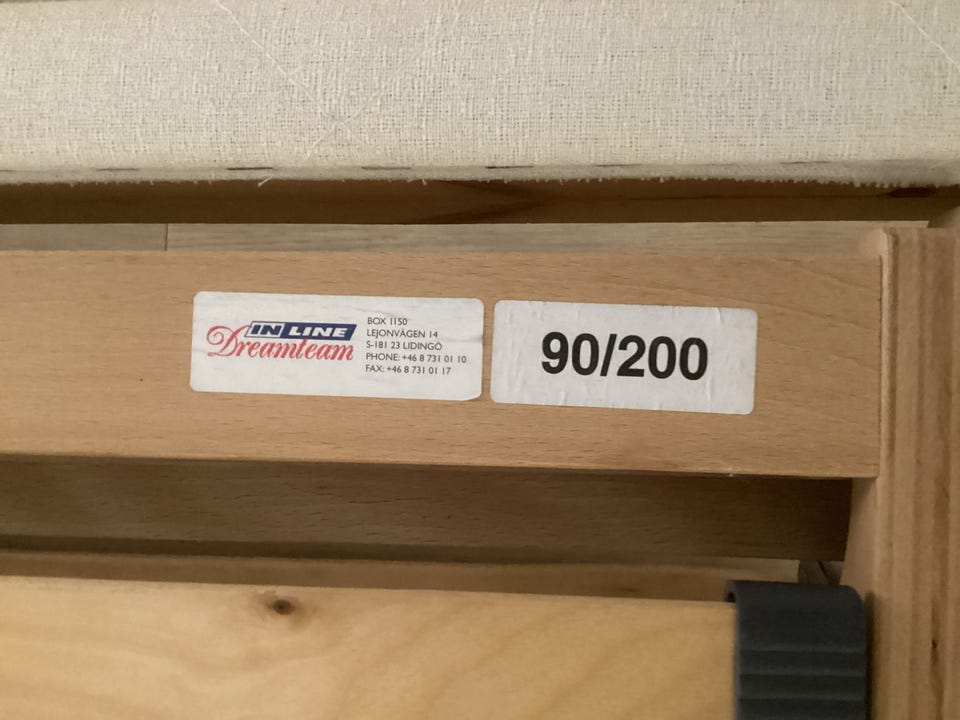 IN LINE
Dreamteam
BOX 1150
LEJONVÄGEN 14
S-181 23 LIDINGÖ
PHONE: +46 8 731 01 10
FAX: +46 8 731 01 17
90/200